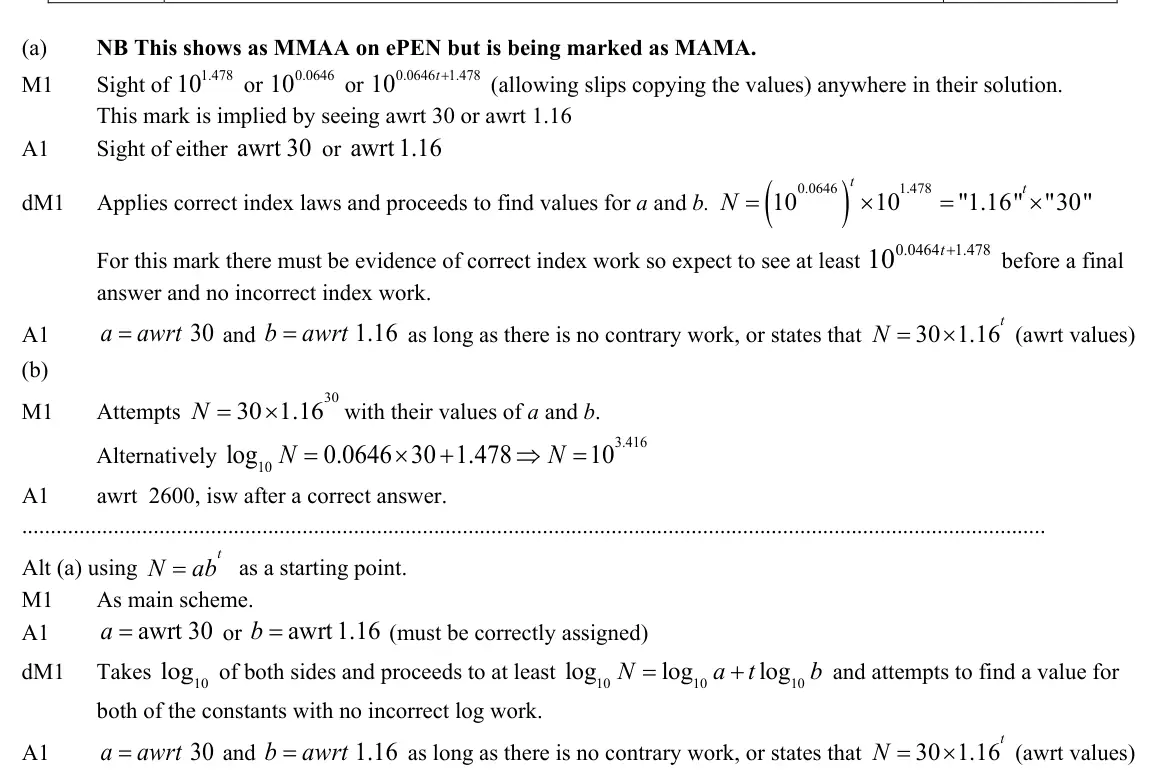 (a) NB This shows as MMAA on ePEN but is being marked as MAMA.
M1 Sight of 10^1.478 or 10^0.0646 or 10^0.0646t+1.478 (allowing slips copying the values) anywhere in their solution.
This mark is implied by seeing awrt 30 or awrt 1.16
A1 Sight of either awrt 30 or awrt 1.16
dM1 Applies correct index laws and proceeds to find values for a and b. N = (10^0.0646)^t × 10^1.478 = "1.16"^t × "30"
For this mark there must be evidence of correct index work so expect to see at least 10^0.0464t+1.478 before a final
answer and no incorrect index work.
A1 a = awrt 30 and b = awrt 1.16 as long as there is no contrary work, or states that N = 30×1.16^t (awrt values)
(b)
M1 Attempts N = 30×1.16^30 with their values of a and b.
Alternatively log_10 N = 0.0646×30+1.478 ⇒ N = 10^3.416
A1 awrt 2600, isw after a correct answer.
....................................................................................................
Alt (a) using N = ab^t as a starting point.
M1 As main scheme.
A1 a = awrt 30 or b = awrt 1.16 (must be correctly assigned)
dM1 Takes log_10 of both sides and proceeds to at least log_10 N = log_10 a + t log_10 b and attempts to find a value for
both of the constants with no incorrect log work.
A1 a = awrt 30 and b = awrt 1.16 as long as there is no contrary work, or states that N = 30×1.16^t (awrt values)